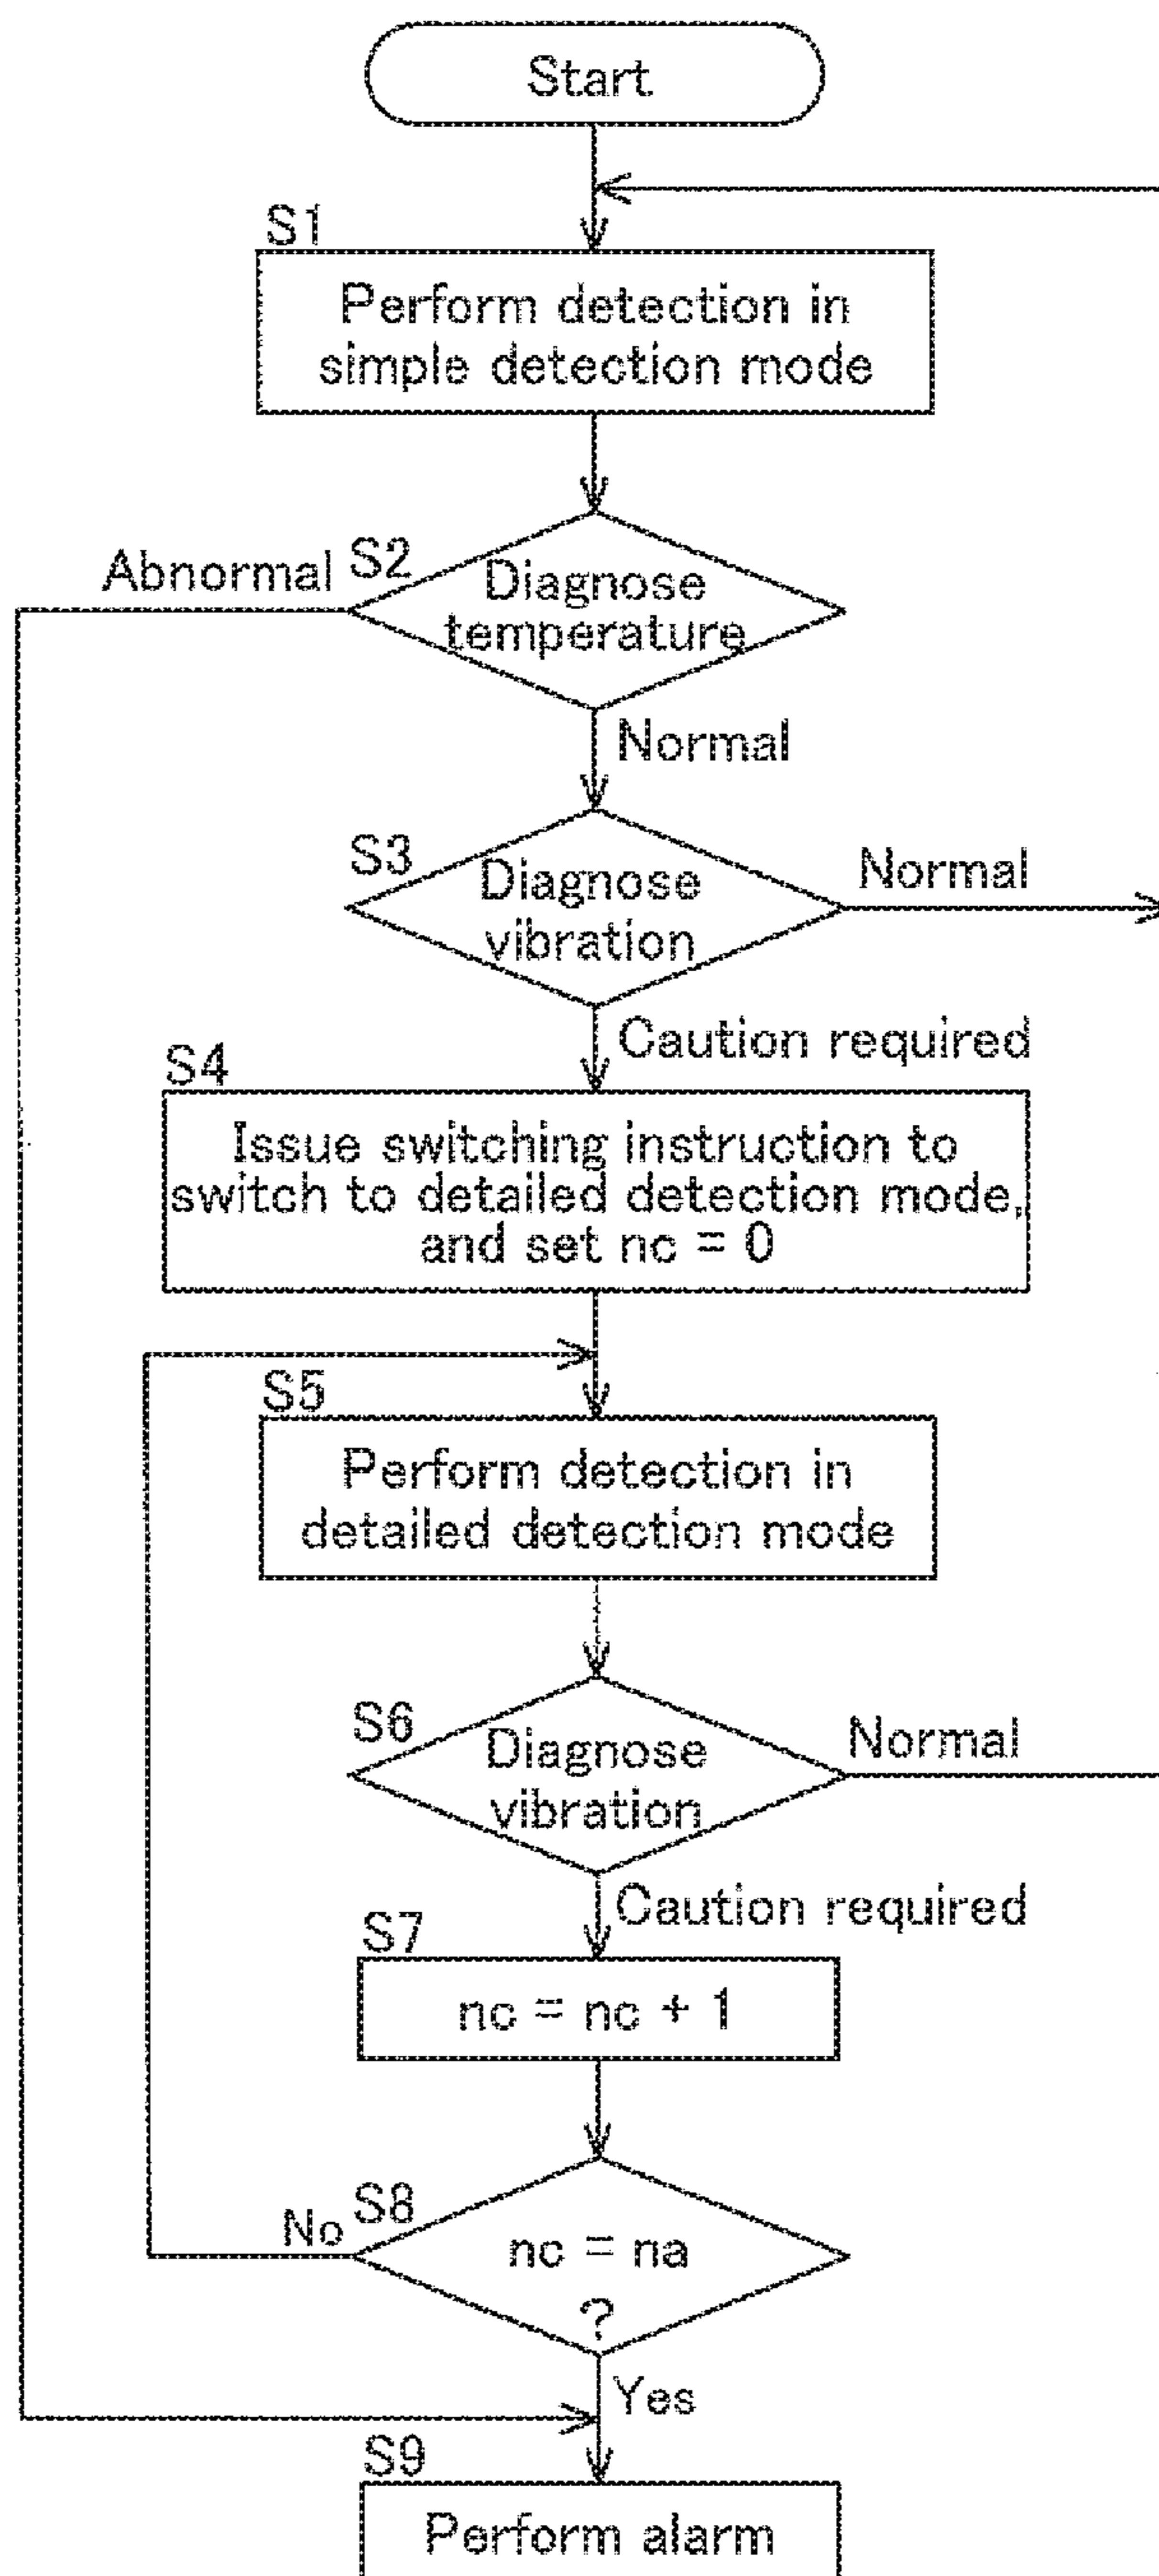 Start
S1
Perform detection in
simple detection mode
Abnormal
S2
Diagnose
temperature
Normal
S3
Diagnose
vibration
Normal
Caution required
S4
Issue switching instruction to
switch to detailed detection mode,
and set nc = 0
S5
Perform detection in
detailed detection mode
S6
Diagnose
vibration
Normal
Caution required
S7
nc = nc + 1
No
S8
nc = na
?
Yes
S9
Perform alarm